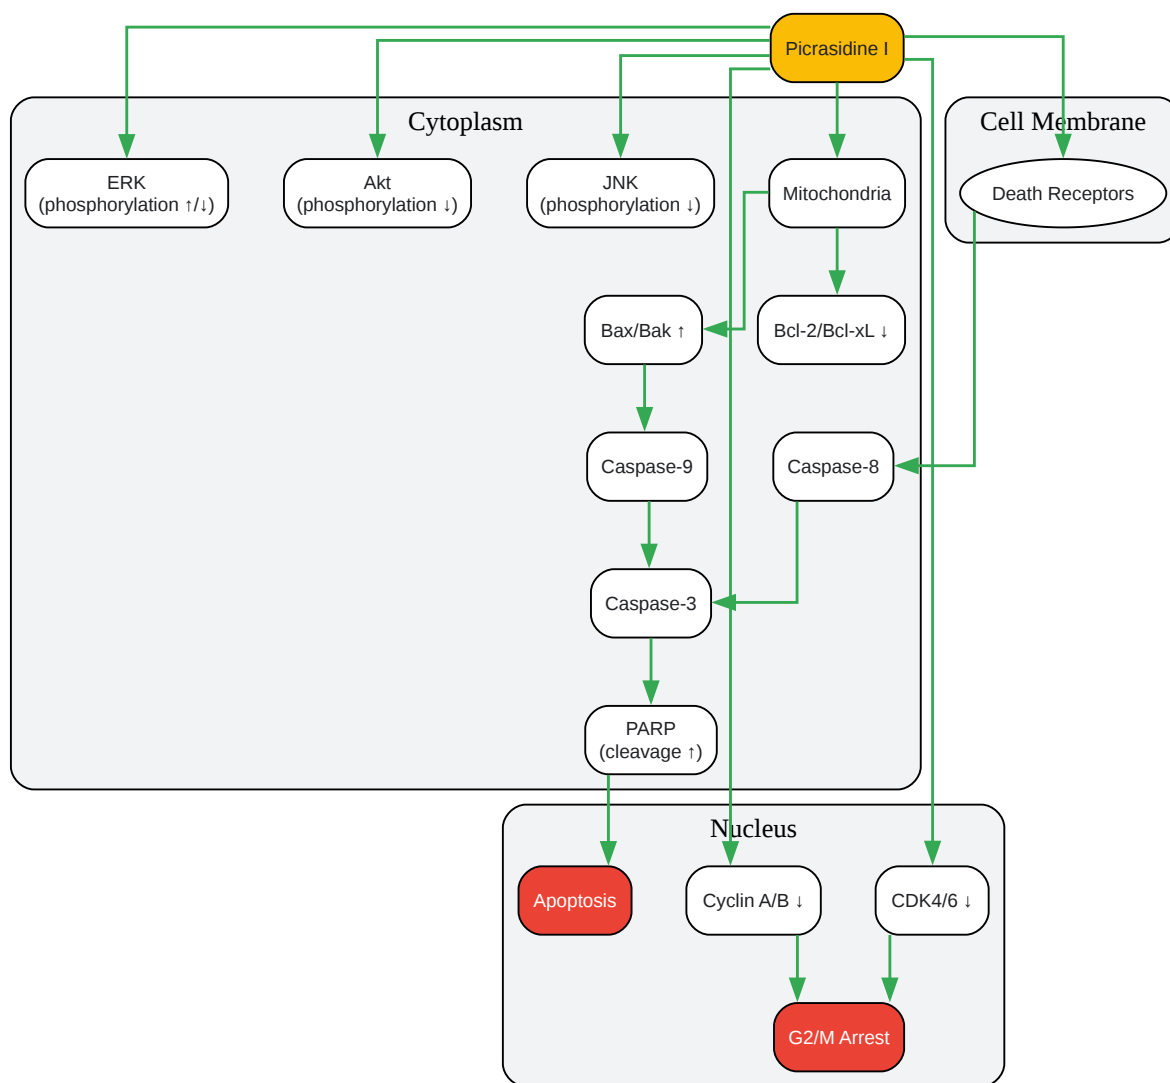 Picrasidine I
Cytoplasm
Cell Membrane
ERK
(phosphorylation ↑/↓)
Akt
(phosphorylation ↓)
JNK
(phosphorylation ↓)
Mitochondria
Death Receptors
Bax/Bak ↑
Bcl-2/Bcl-xL ↓
Caspase-9
Caspase-8
Caspase-3
PARP
(cleavage ↑)
Nucleus
Apoptosis
Cyclin A/B ↓
CDK4/6 ↓
G2/M Arrest